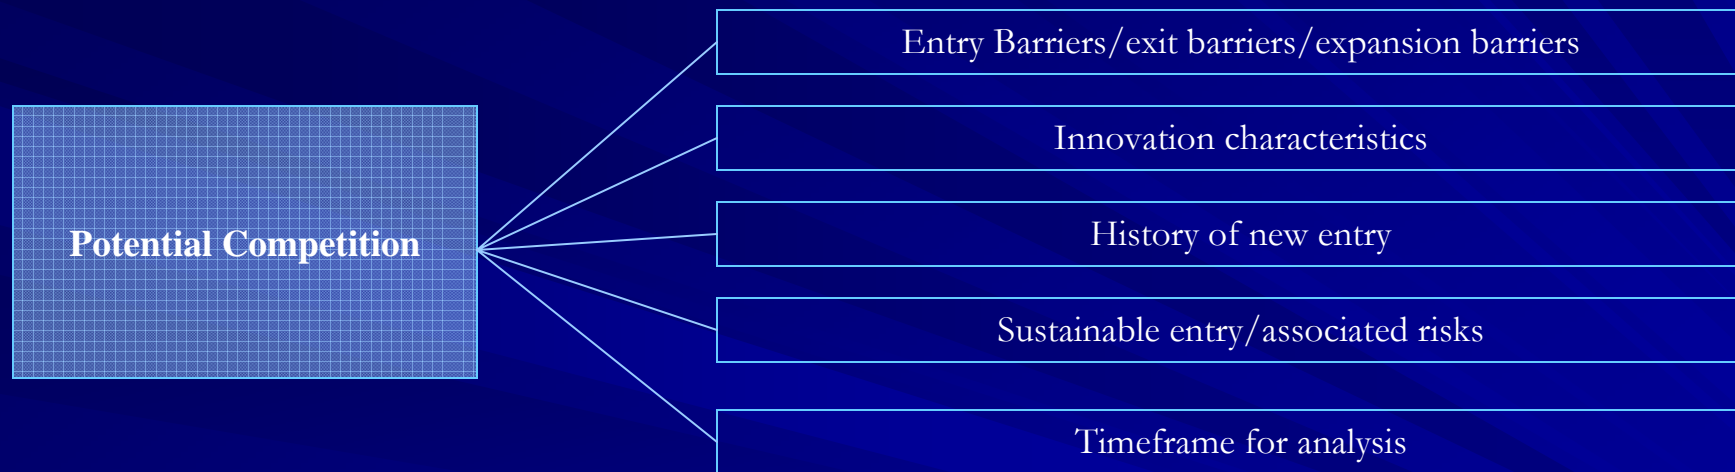 Potential Competition
Entry Barriers/exit barriers/expansion barriers
Innovation characteristics
History of new entry
Sustainable entry/associated risks
Timeframe for analysis